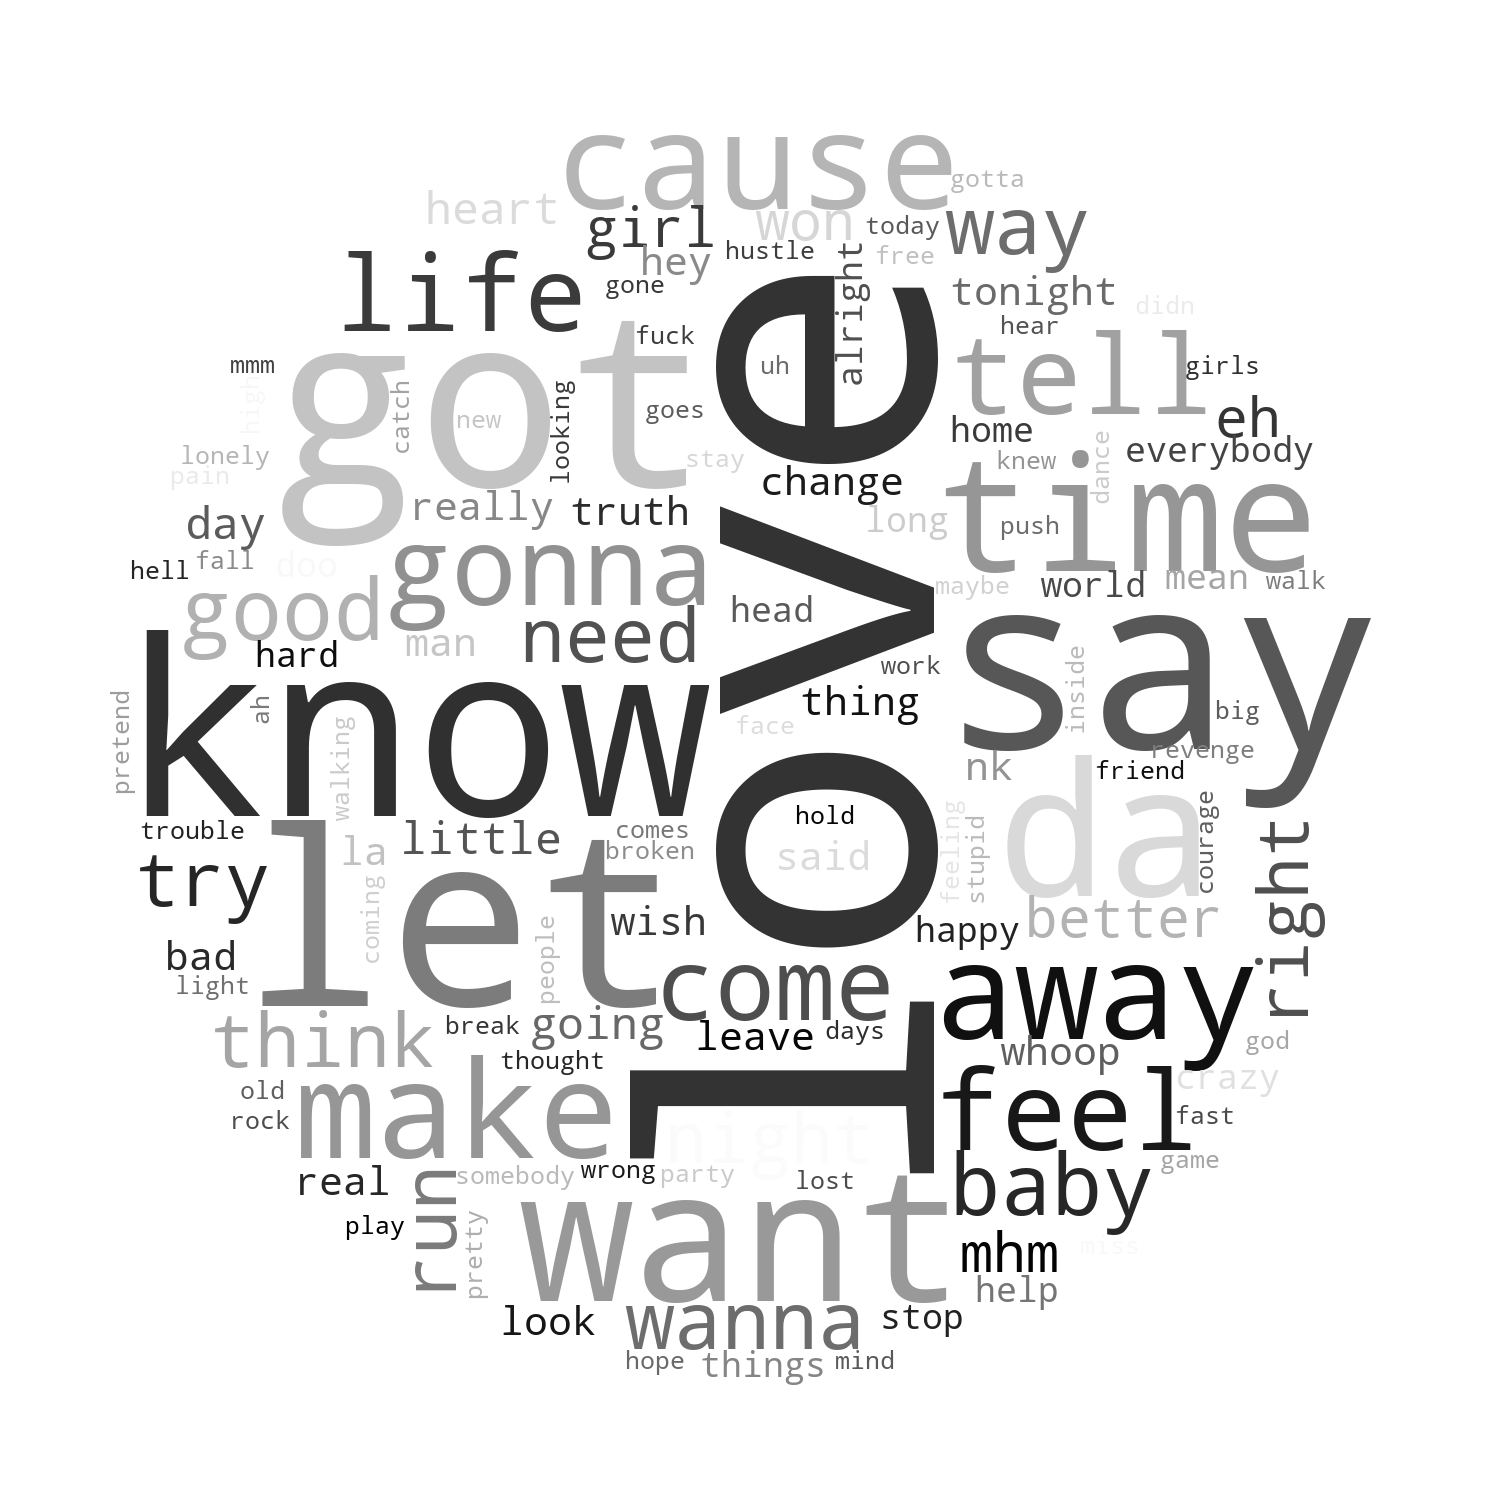 cause
gotta
heart
girl
won
today
way
hey
hustle
free
life
gone
tonight
didn
alright
love
got
fuck
hear
tell
mmm
uh
girls
high
catch
new
looking
goes
home
eh
lonely
stay
knew
dance
everybody
pain
change
time
day
really
truth
long
push
hell
fall
doo
gonna
maybe
world
mean
walk
good
man
need
head
say
hard
work
inside
know
pretend
ah
thing
big
walking
face
revenge
nk
friend
da
trouble
little
comes
hold
courage
let
la
broken
said
feeling
stupid
right
try
coming
people
wish
happy
better
bad
light
come
away
think
break
going
leave
days
whoop
god
thought
make
feel
crazy
old
rock
night
fast
real
run
somebody
wrong
party
lost
baby
game
play
pretty
want
mhm
miss
help
look
wanna
stop
hope
things
mind